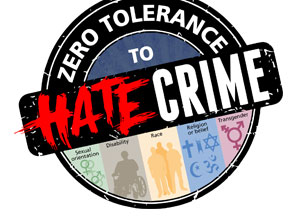 ZERO TOLERANCE
TO
HATE CRIME
Sexual
orientation
Disability
Race
Religion
or belief
Transgender